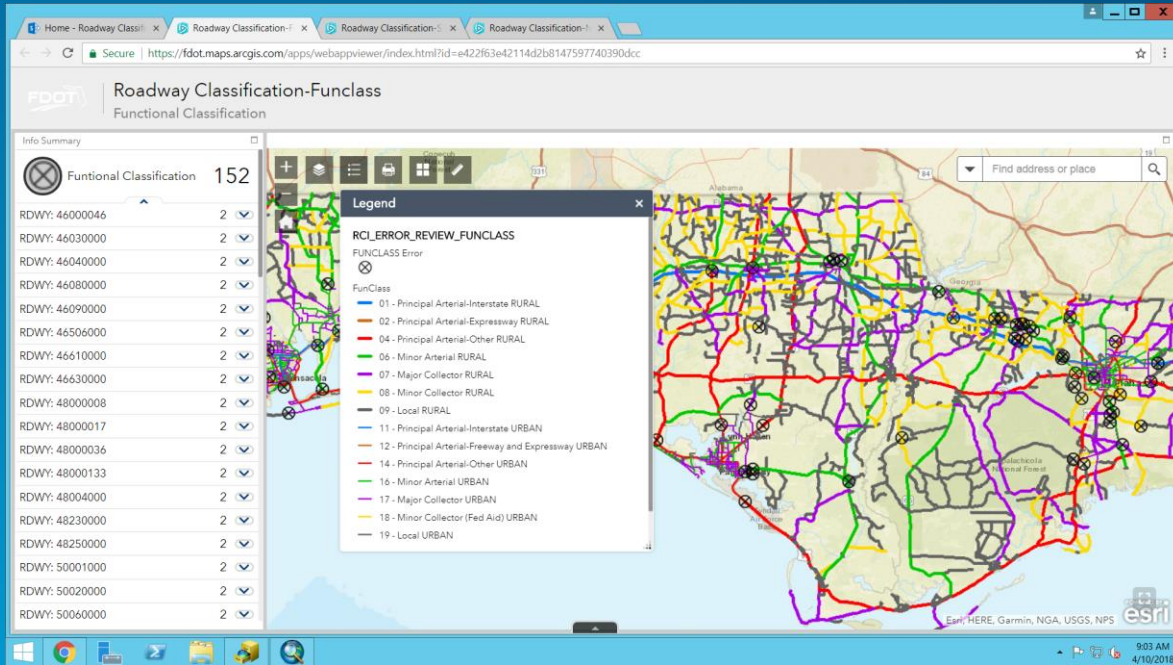 Home - Roadway Classifi
Roadway Classification-F
Roadway Classification-S
Roadway Classification-N
Secure | https://fdot.maps.arcgis.com/apps/webappviewer/index.html?id=e422f63e42114d2b8147597740390dcc
FDOT
Roadway Classification-Funclass
Functional Classification
Info Summary
Funtional Classification 152
RDWY: 46000046 2
RDWY: 46030000 2
RDWY: 46040000 2
RDWY: 46080000 2
RDWY: 46090000 2
RDWY: 46506000 2
RDWY: 46610000 2
RDWY: 46630000 2
RDWY: 48000008 2
RDWY: 48000017 2
RDWY: 48000036 2
RDWY: 48000133 2
RDWY: 48004000 2
RDWY: 48230000 2
RDWY: 48250000 2
RDWY: 50001000 2
RDWY: 50020000 2
RDWY: 50060000 2
Find address or place
Legend
RCI_ERROR_REVIEW_FUNCLASS
FUNCLASS Error
FunClass
01 - Principal Arterial-Interstate RURAL
02 - Principal Arterial-Expressway RURAL
04 - Principal Arterial-Other RURAL
06 - Minor Arterial RURAL
07 - Major Collector RURAL
08 - Minor Collector RURAL
09 - Local RURAL
11 - Principal Arterial-Interstate URBAN
12 - Principal Arterial-Freeway and Expressway URBAN
14 - Principal Arterial-Other URBAN
16 - Minor Arterial URBAN
17 - Major Collector URBAN
18 - Minor Collector (Fed Aid) URBAN
19 - Local URBAN
331
84
Alabama
Georgia
National Forest
Esri, HERE, Garmin, NGA, USGS, NPS
esri
9:03 AM
4/10/2018